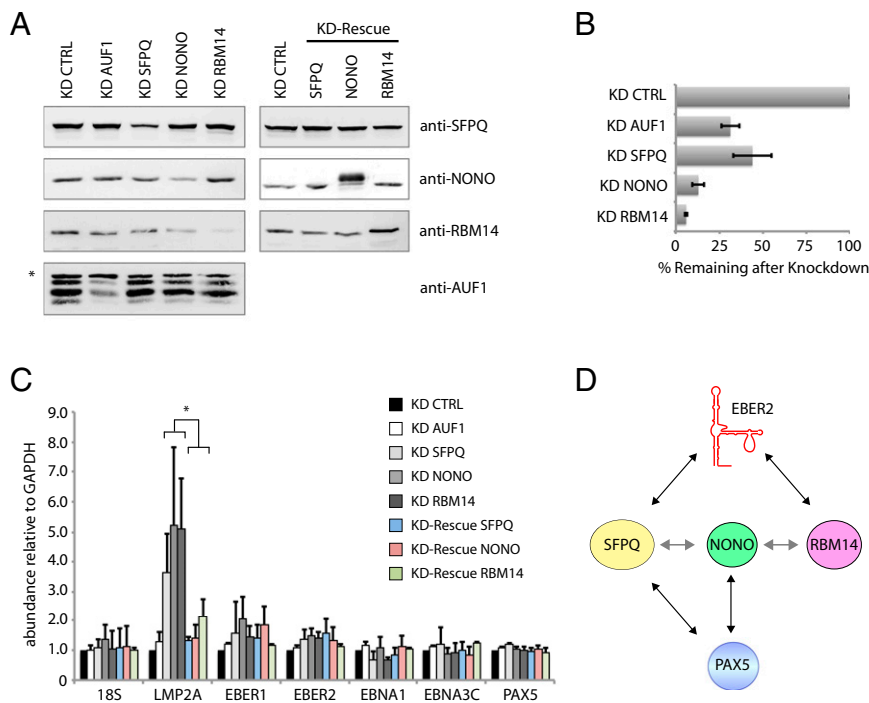 A
KD CTRL
KD AUF1
KD SFPQ
KD NONO
KD RBM14
KD-Rescue
KD CTRL
SFPQ
NONO
RBM14
anti-SFPQ
anti-NONO
anti-RBM14
*
anti-AUF1
B
KD CTRL
KD AUF1
KD SFPQ
KD NONO
KD RBM14
0 25 50 75 100
% Remaining after Knockdown
C
abundance relative to GAPDH
9.0
8.0
7.0
6.0
5.0
4.0
3.0
2.0
1.0
0
*
KD CTRL
KD AUF1
KD SFPQ
KD NONO
KD RBM14
KD-Rescue SFPQ
KD-Rescue NONO
KD-Rescue RBM14
18S LMP2A EBER1 EBER2 EBNA1 EBNA3C PAX5
D
EBER2
SFPQ NONO RBM14
PAX5